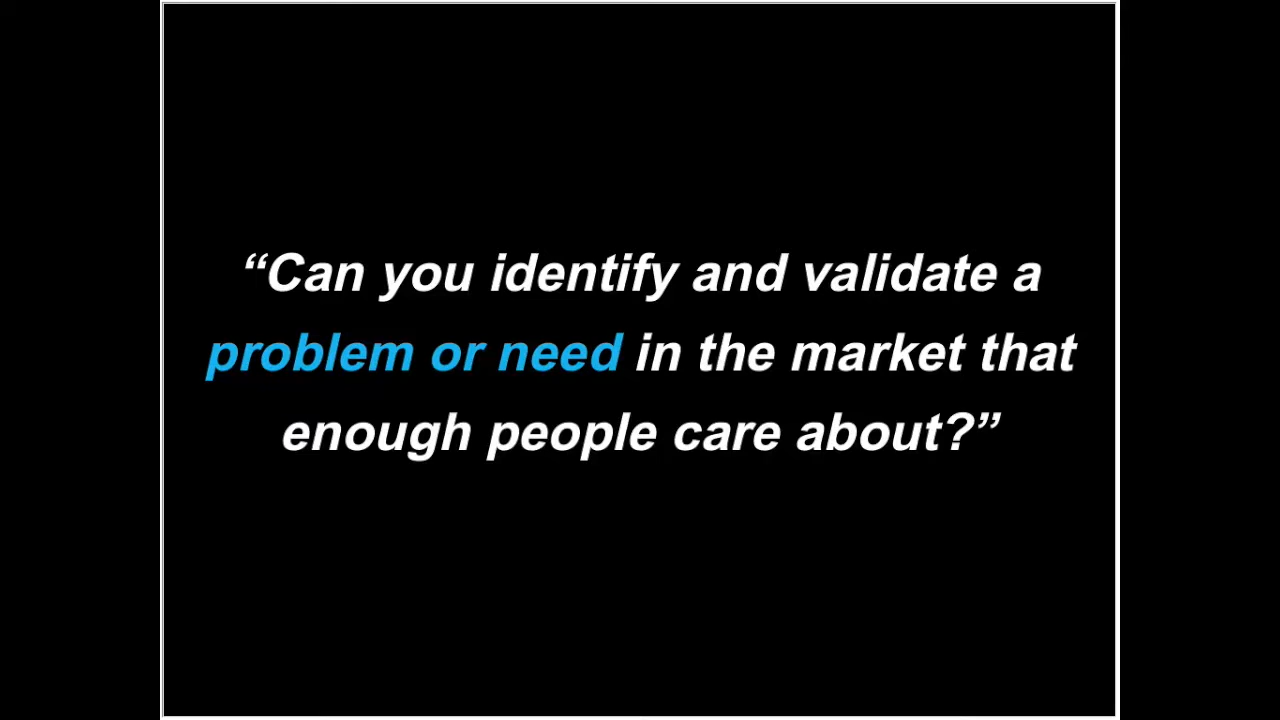 “Can you identify and validate a
problem or need in the market that
enough people care about?”